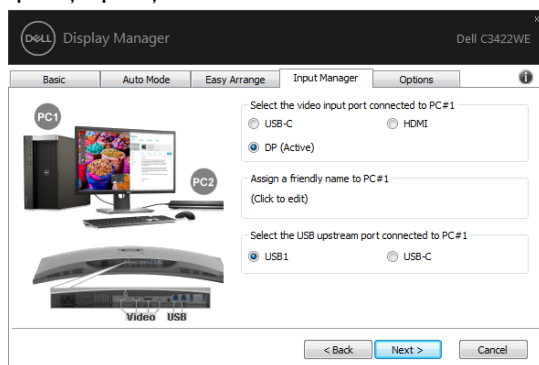 DELL Display Manager
Dell C3422WE
Basic
Auto Mode
Easy Arrange
Input Manager
Options
PC1
PC2
Video USB
Select the video input port connected to PC#1
USB-C
HDMI
DP (Active)
Assign a friendly name to PC#1
(Click to edit)
Select the USB upstream port connected to PC#1
USB1
USB-C
< Back
Next >
Cancel